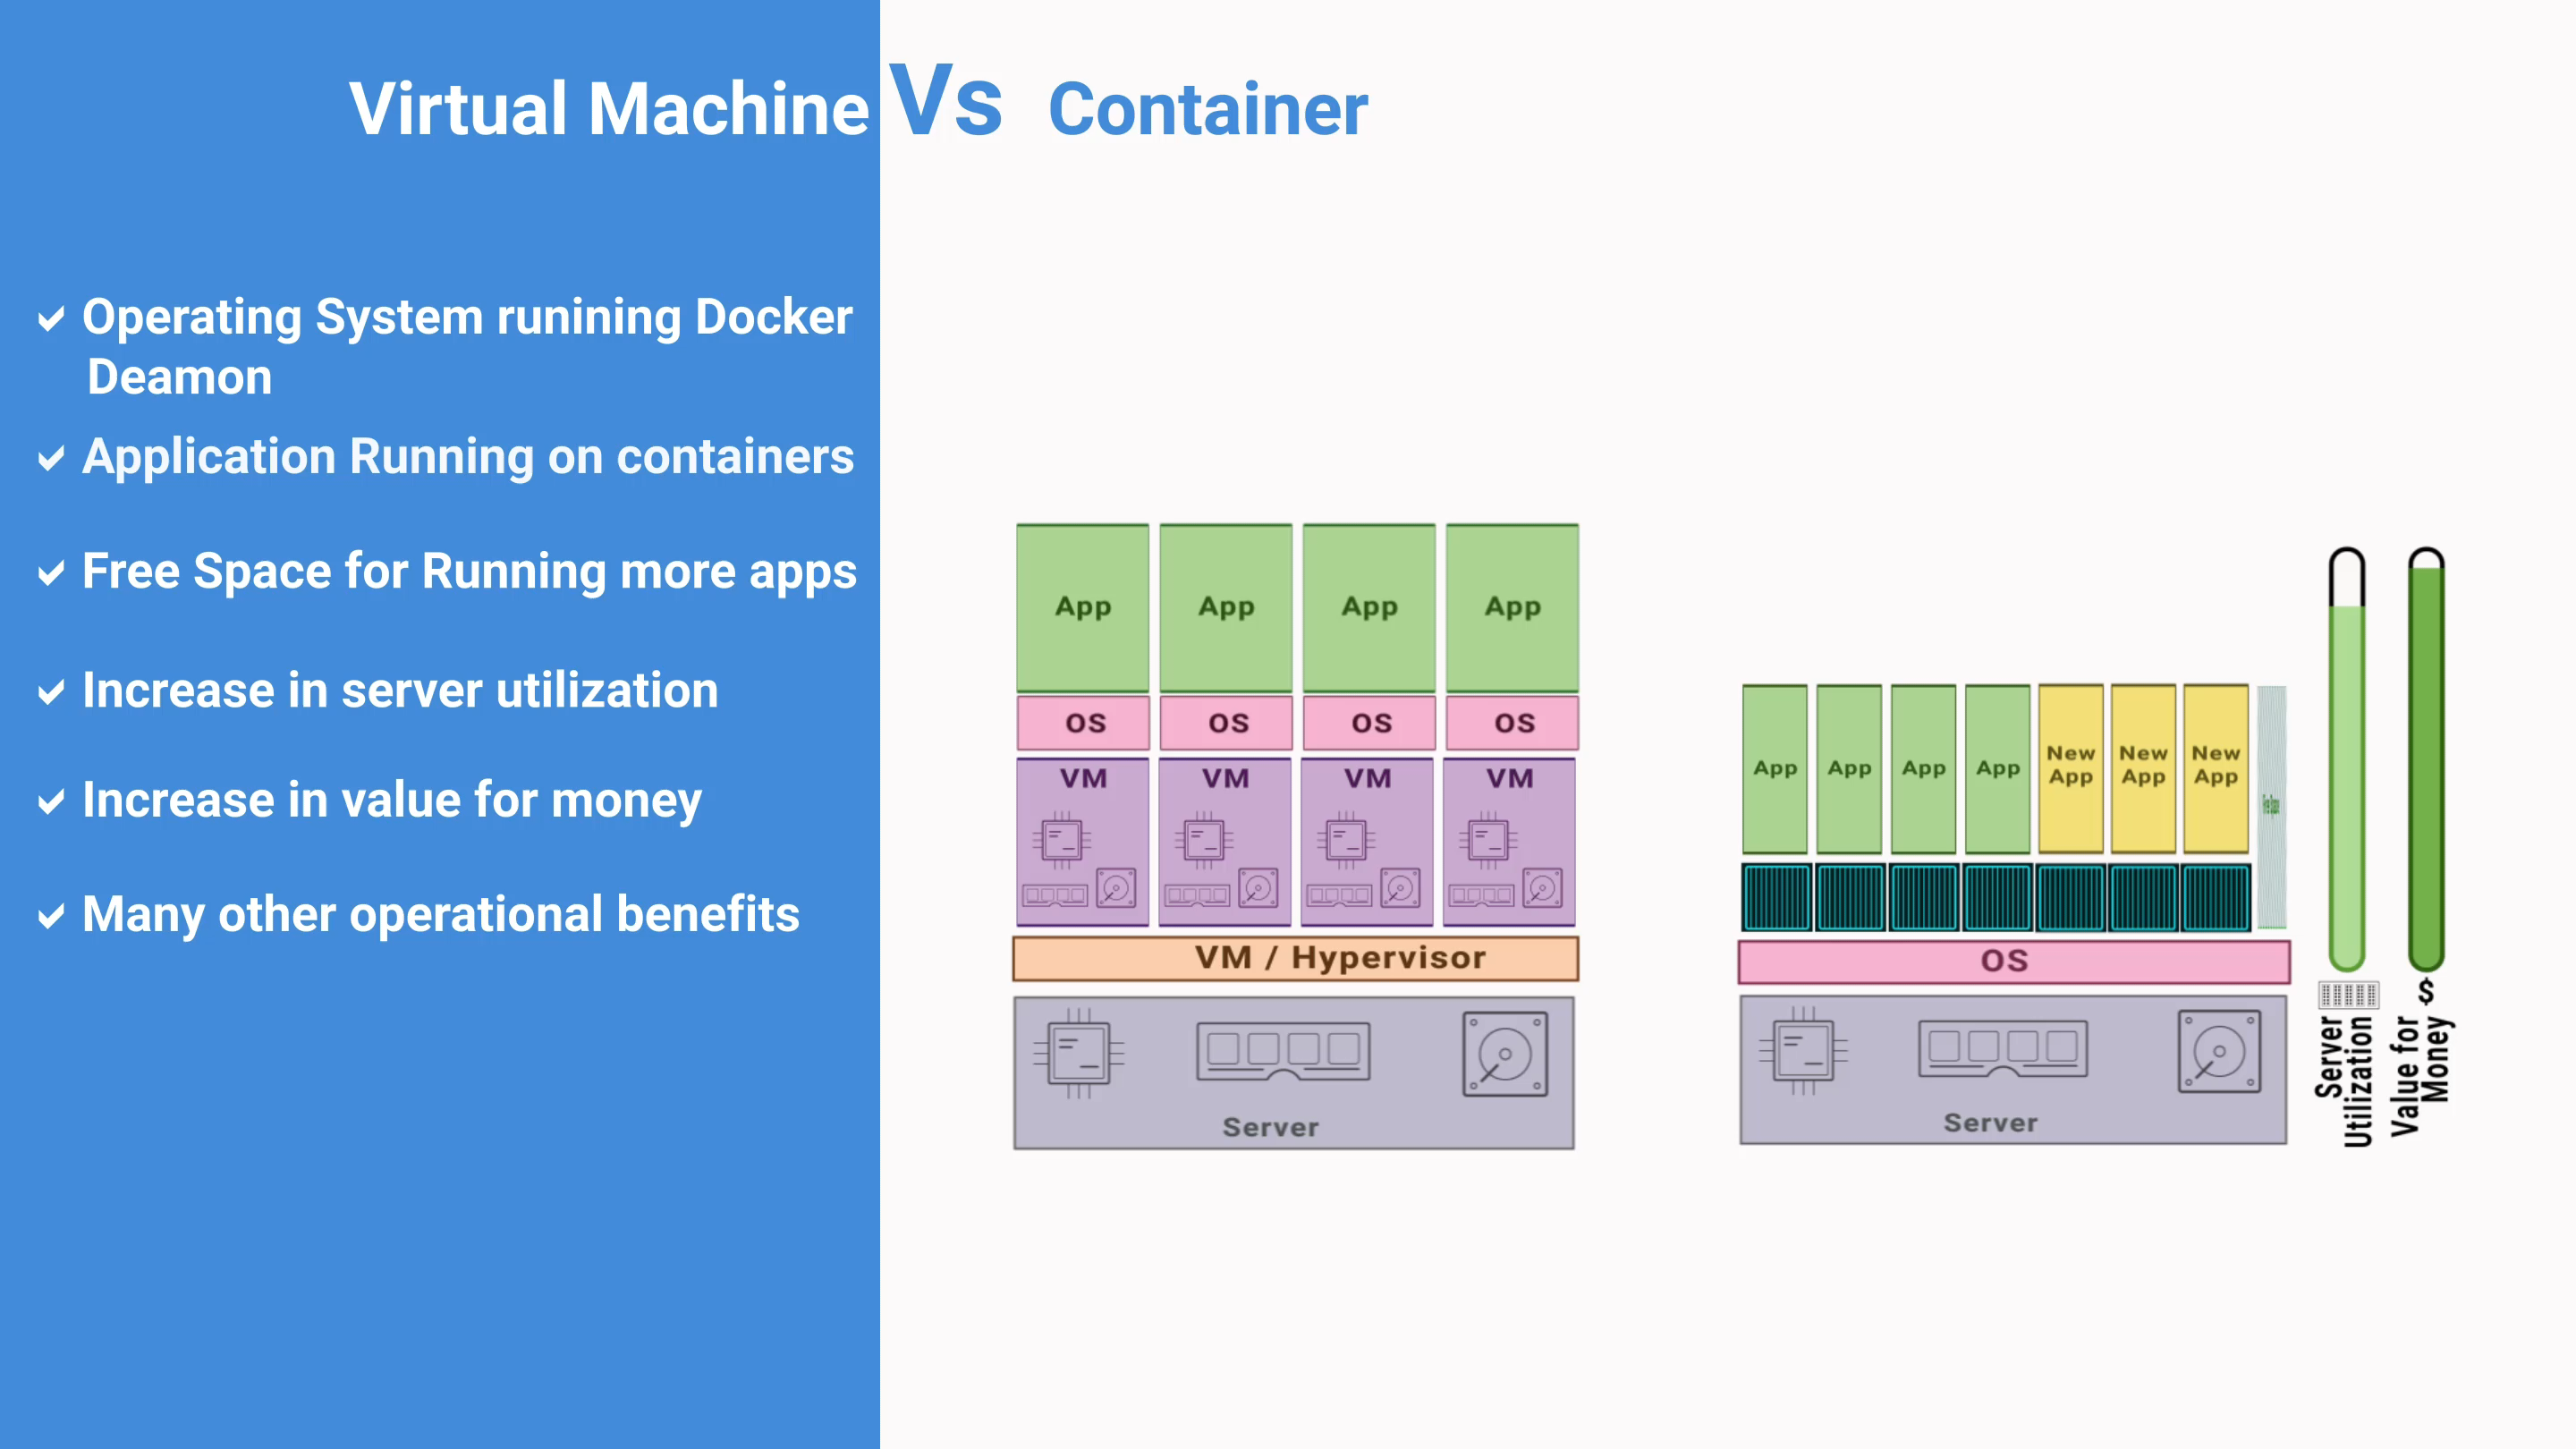 Virtual Machine Vs Container
Operating System runining Docker
Deamon
Application Running on containers
Free Space for Running more apps
Increase in server utilization
Increase in value for money
Many other operational benefits
App App App App
OS OS OS OS
VM VM VM VM
VM / Hypervisor
Server
App App App App New New New
App App App
OS
Server
$
Server
Utilization
Value for
Money